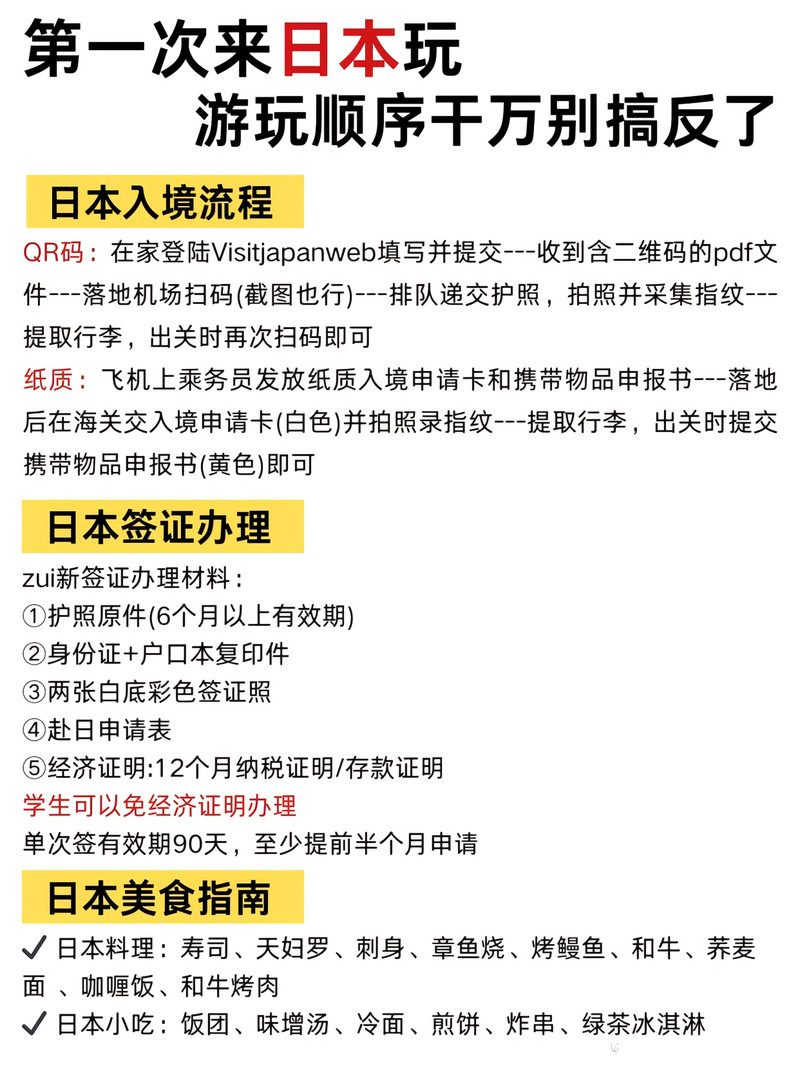 第一次来日本玩
游玩顺序千万别搞反了
日本入境流程
QR码：在家登陆Visitjapanweb填写并提交---收到含二维码的pdf文
件---落地机场扫码(截图也行)---排队递交护照，拍照并采集指纹---
提取行李，出关时再次扫码即可
纸质：飞机上乘务员发放纸质入境申请卡和携带物品申报书---落地
后在海关交入境申请卡(白色)并拍照录指纹---提取行李，出关时提交
携带物品申报书(黄色)即可
日本签证办理
zui新签证办理材料：
①护照原件(6个月以上有效期)
②身份证+户口本复印件
③两张白底彩色签证照
④赴日申请表
⑤经济证明:12个月纳税证明/存款证明
学生可以免经济证明办理
单次签有效期90天，至少提前半个月申请
日本美食指南
✓ 日本料理：寿司、天妇罗、刺身、章鱼烧、烤鳗鱼、和牛、荞麦
面 、咖喱饭、和牛烤肉
✓ 日本小吃：饭团、味增汤、冷面、煎饼、炸串、绿茶冰淇淋